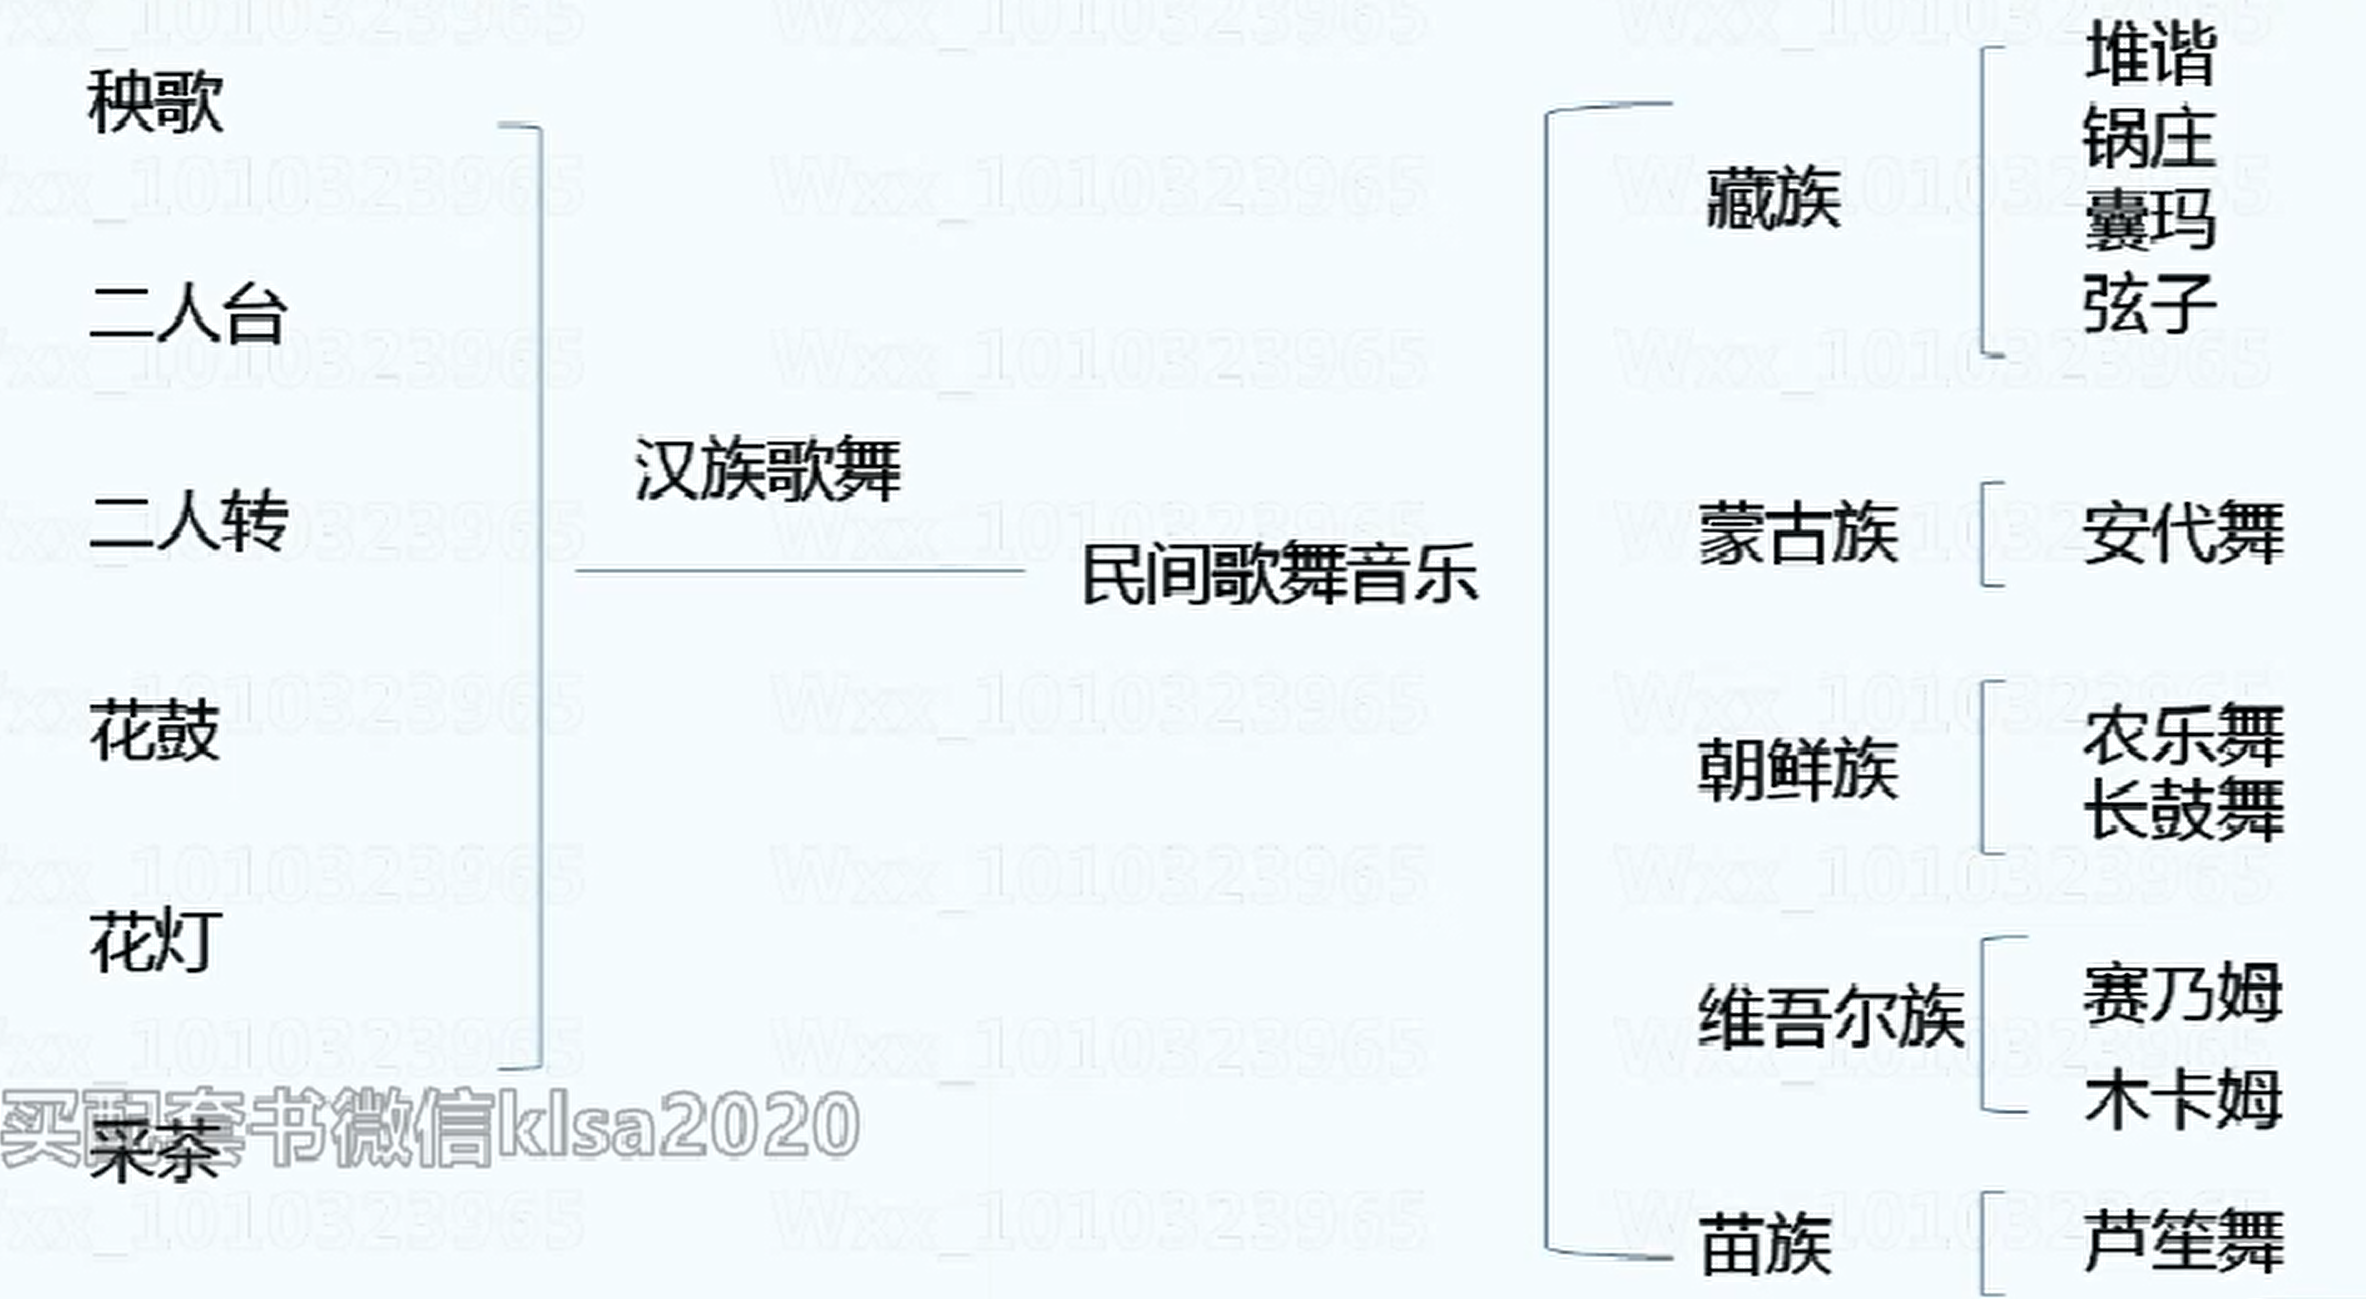 秧歌
二人台
二人转
花鼓
花灯
采茶
汉族歌舞
民间歌舞音乐
藏族
堆谐
锅庄
囊玛
弦子
蒙古族
安代舞
朝鲜族
农乐舞
长鼓舞
维吾尔族
赛乃姆
木卡姆
苗族
芦笙舞
买配套书微信klsa2020
Wxx_1010323965